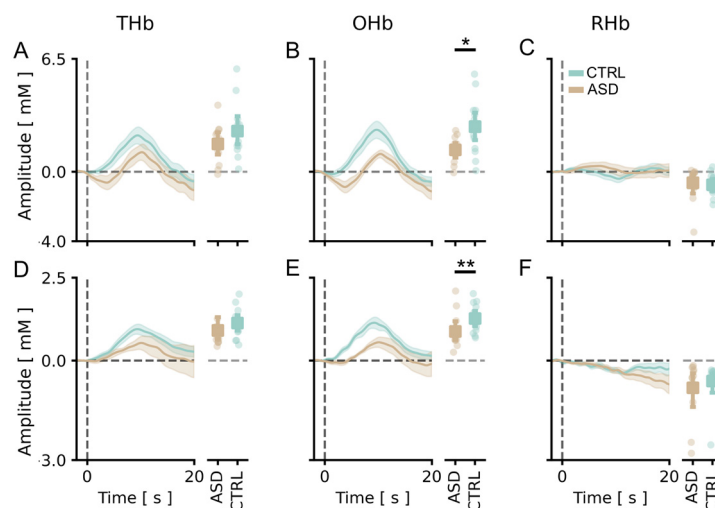 THb OHb RHb
A B C
6.5
*
CTRL
ASD
Amplitude [ mM ]
0.0
-4.0
D E F
2.5
**
Amplitude [ mM ]
0.0
-3.0
0 20 0 20 0 20
Time [ s ] ASD CTRL Time [ s ] ASD CTRL Time [ s ] ASD CTRL